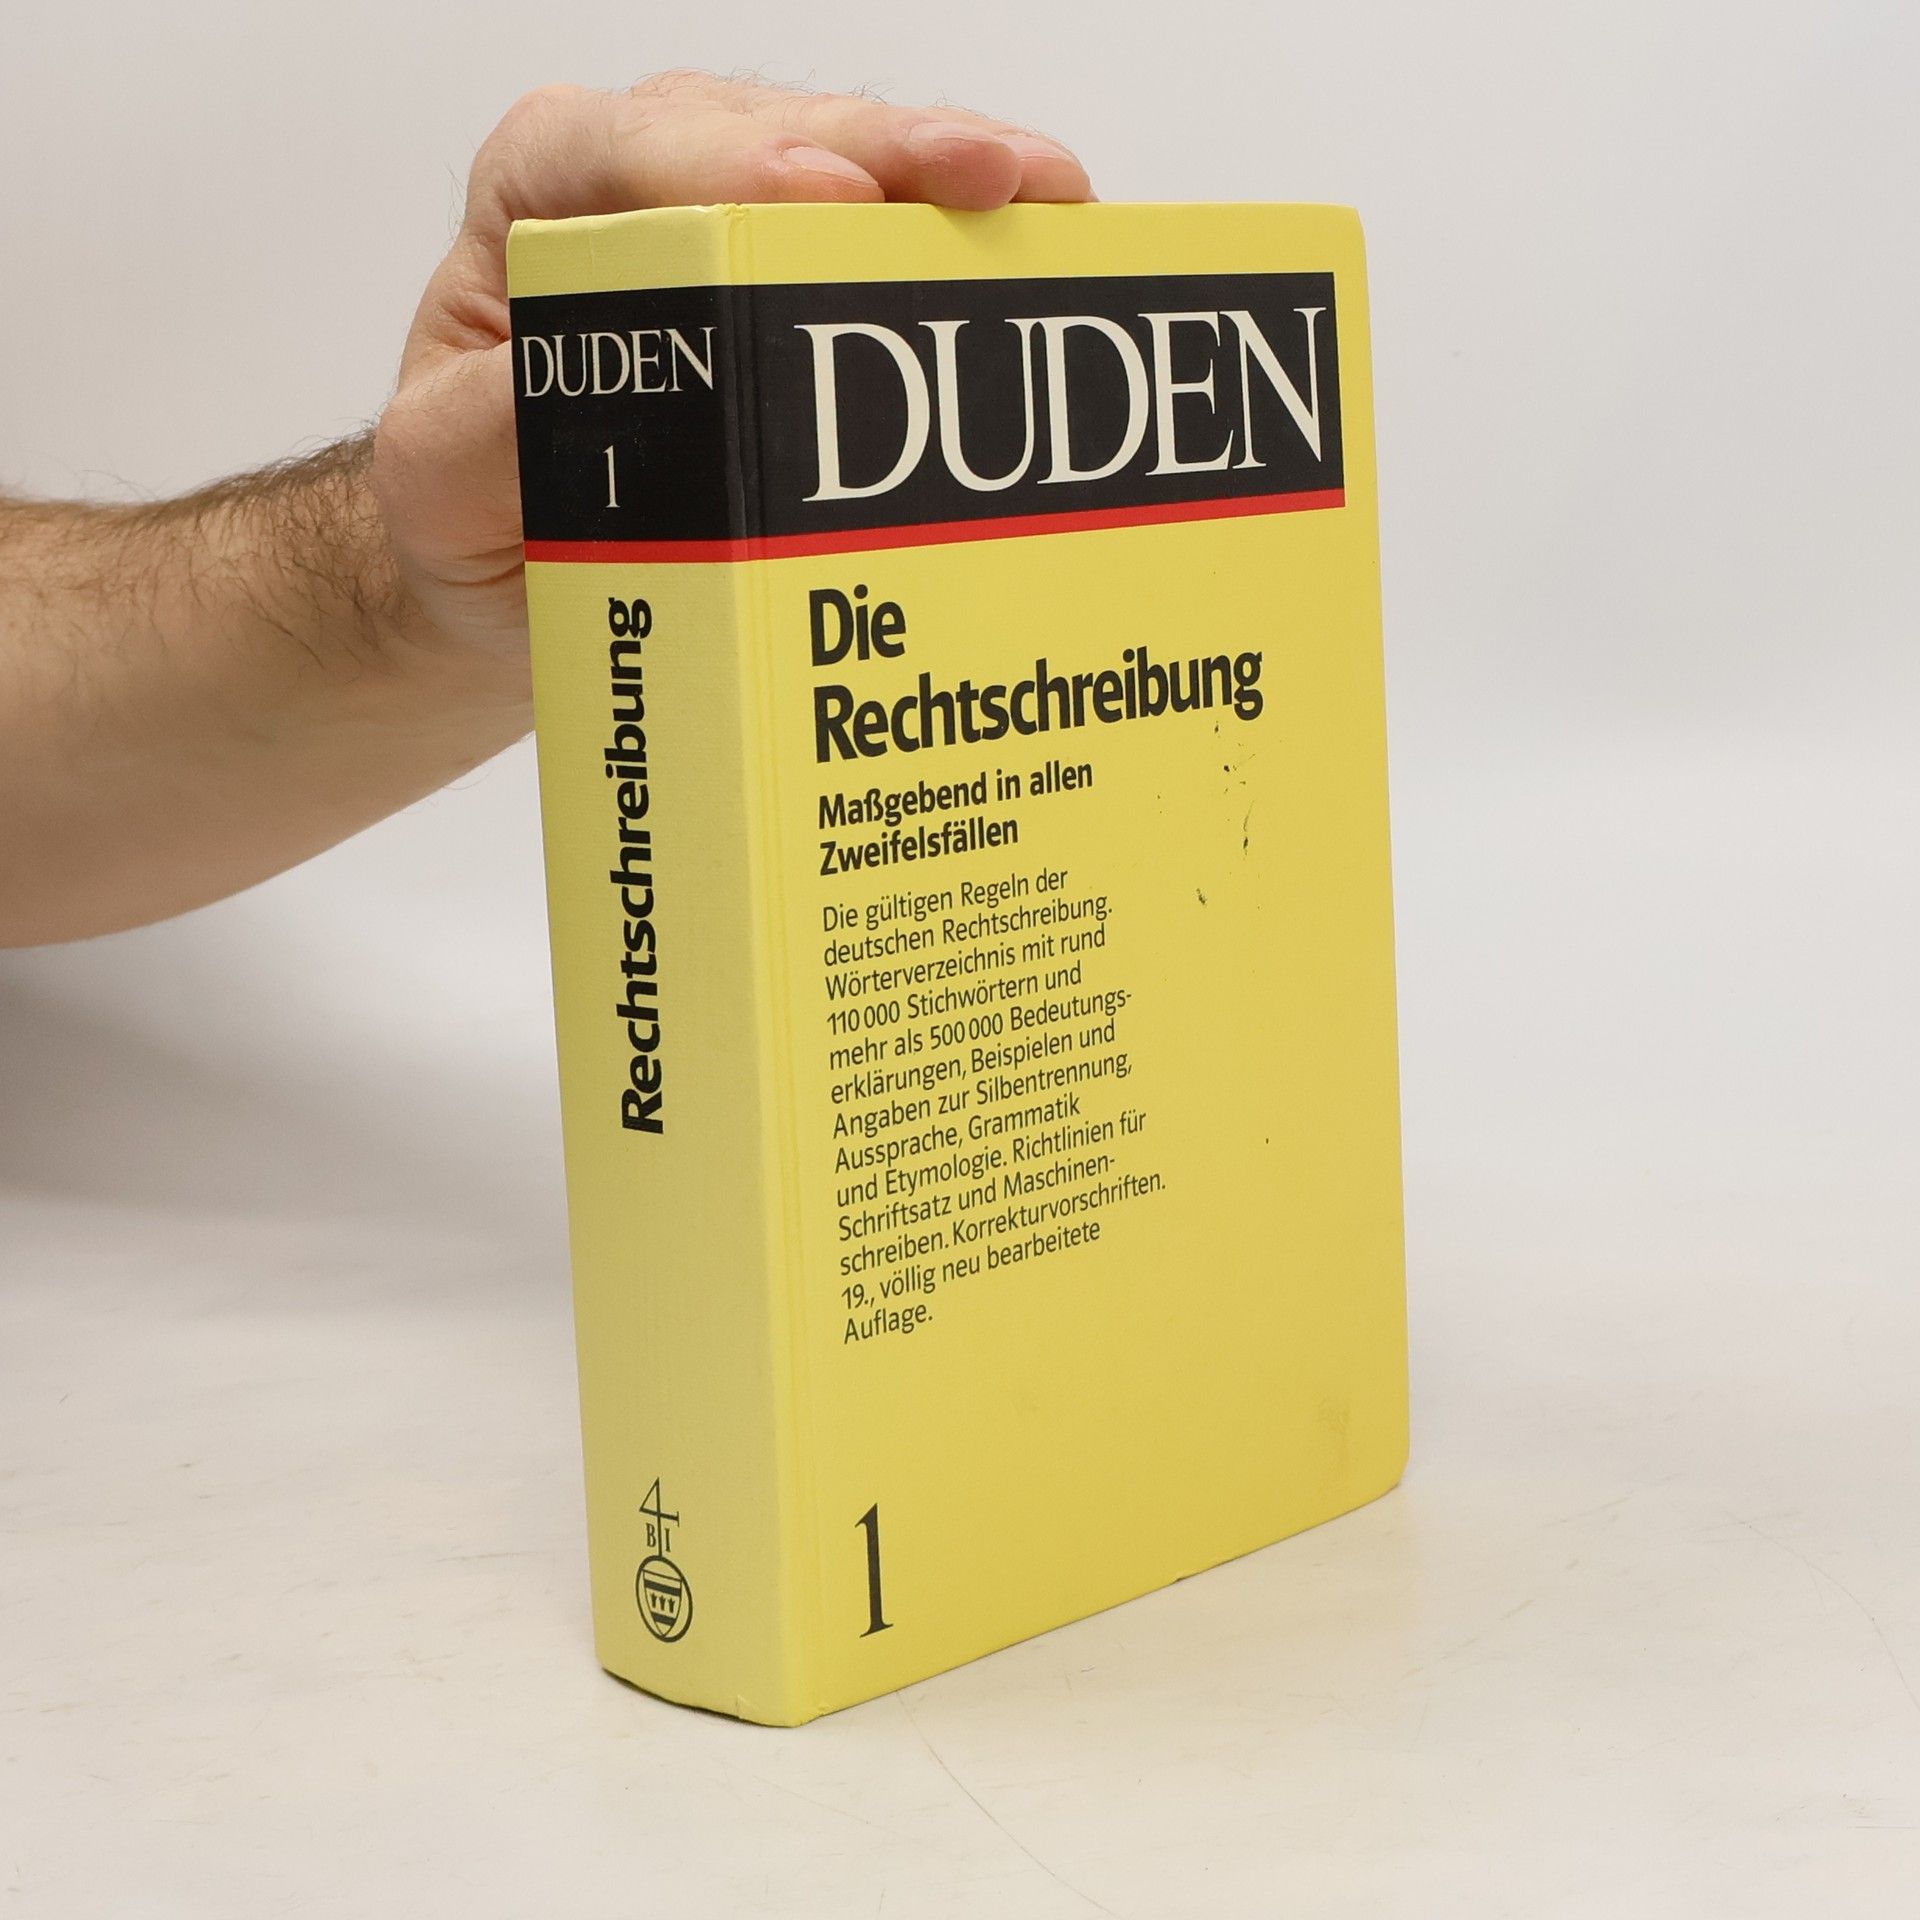 DUDEN
1
Rechtschreibung
4
B I
DUDEN
Die
Rechtschreibung
Maßgebend in allen
Zweifelsfällen
Die gültigen Regeln der
deutschen Rechtschreibung.
Wörterverzeichnis mit rund
110 000 Stichwörtern und
mehr als 500 000 Bedeutungs-
erklärungen, Beispielen und
Angaben zur Silbentrennung,
Aussprache, Grammatik
und Etymologie. Richtlinien für
Schriftsatz und Maschinen-
schreiben. Korrekturvorschriften.
19., völlig neu bearbeitete
Auflage.
1